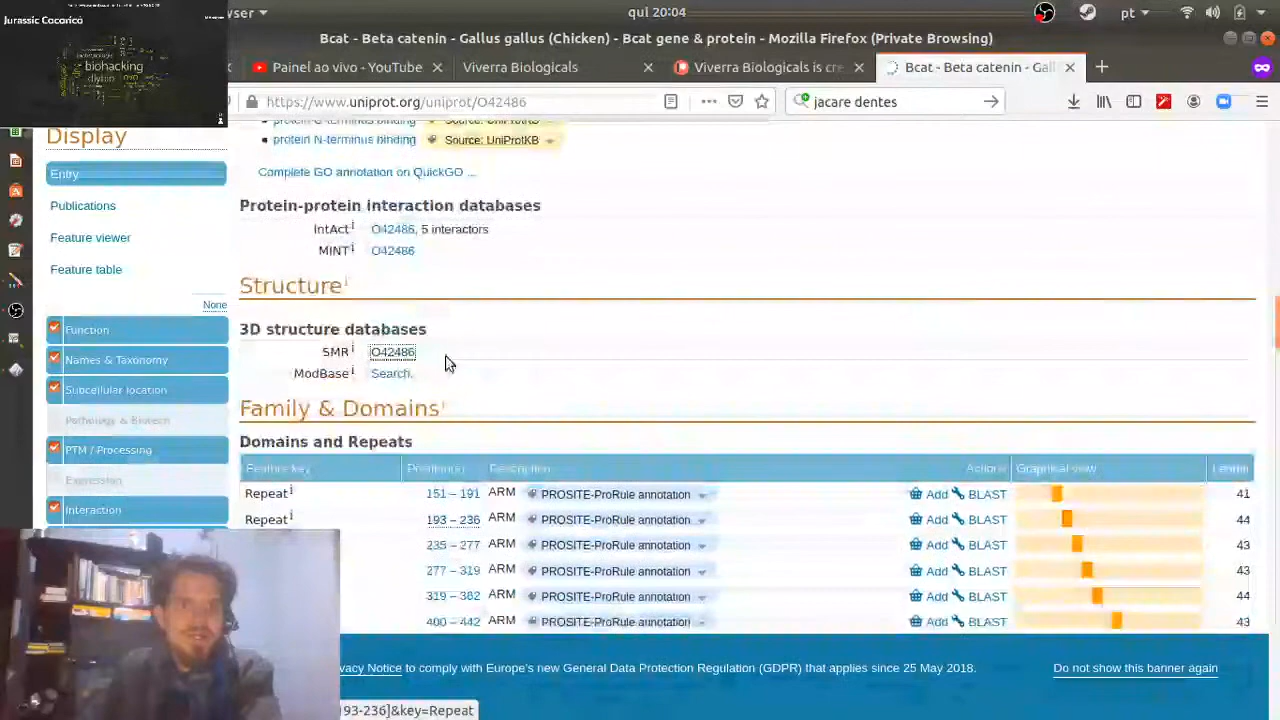 Jurassic Cacarica
biohacking
ovo
ser
qui 20:04
pt
Bcat - Beta catenin - Gallus gallus (Chicken) - Bcat gene & protein - Mozilla Firefox (Private Browsing)
Painel ao vivo - YouTube
Viverra Biologicals
Viverra Biologicals is cre
Bcat - Beta catenin - Gall
https://www.uniprot.org/uniprot/O42486
jacare dentes
Display
protein C-terminus binding Source: UniProtKB
protein N-terminus binding Source: UniProtKB
Complete GO annotation on QuickGO ...
Entry
Publications
Feature viewer
Feature table
None
Function
Names & Taxonomy
Subcellular location
Pathology & Biotech
PTM / Processing
Expression
Interaction
Protein-protein interaction databases
IntAct i O42486, 5 interactors
MINT i O42486
Structure i
3D structure databases
SMR i O42486
ModBase i Search.
Family & Domains i
Domains and Repeats
Feature key Position(s) Description Actions Graphical view Length
Repeat i 151 – 191 ARM PROSITE-ProRule annotation Add BLAST 41
Repeat i 193 – 236 ARM PROSITE-ProRule annotation Add BLAST 44
235 – 277 ARM PROSITE-ProRule annotation Add BLAST 43
277 – 319 ARM PROSITE-ProRule annotation Add BLAST 43
319 – 362 ARM PROSITE-ProRule annotation Add BLAST 44
400 – 442 ARM PROSITE-ProRule annotation Add BLAST 43
vacy Notice to comply with Europe's new General Data Protection Regulation (GDPR) that applies since 25 May 2018.
Do not show this banner again
93-236]&key=Repeat